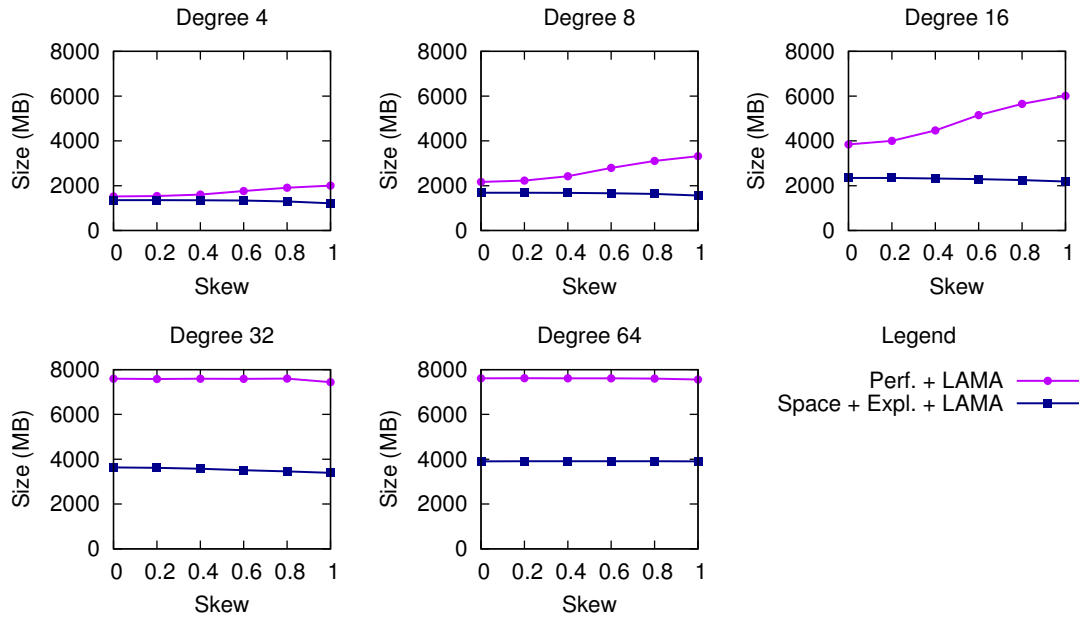 Degree 4
8000
6000
4000
2000
0
Size (MB)
0 0.2 0.4 0.6 0.8 1
Skew
Degree 8
8000
6000
4000
2000
0
Size (MB)
0 0.2 0.4 0.6 0.8 1
Skew
Degree 16
8000
6000
4000
2000
0
Size (MB)
0 0.2 0.4 0.6 0.8 1
Skew
Degree 32
8000
6000
4000
2000
0
Size (MB)
0 0.2 0.4 0.6 0.8 1
Skew
Degree 64
8000
6000
4000
2000
0
Size (MB)
0 0.2 0.4 0.6 0.8 1
Skew
Legend
Perf. + LAMA
Space + Expl. + LAMA